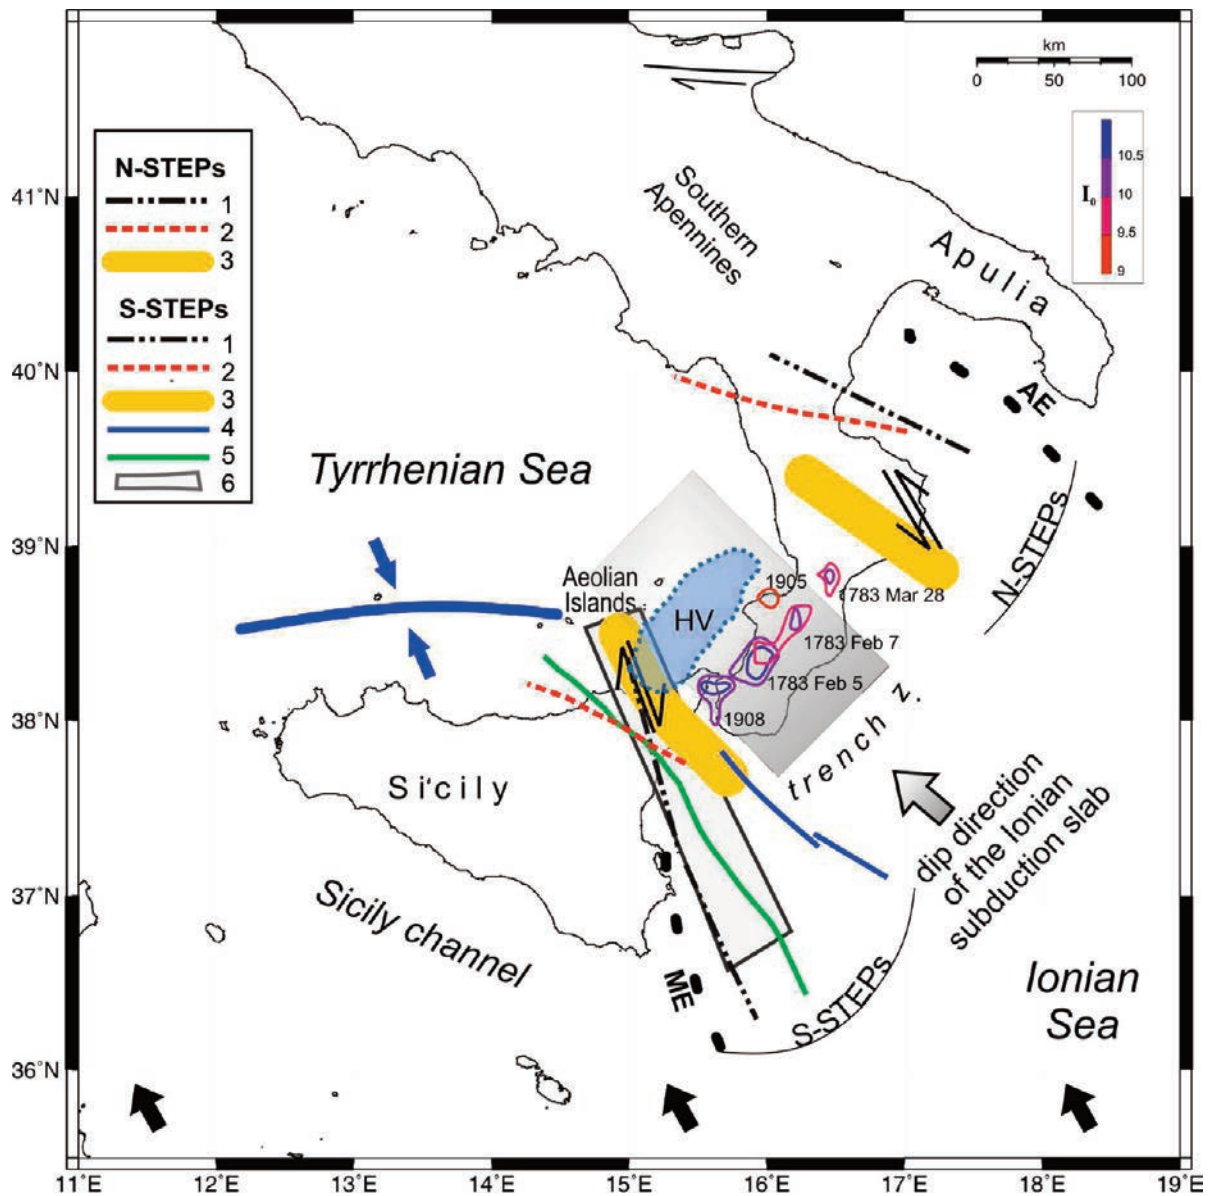 km
0 50 100
I₀
10.5
10
9.5
9
N-STEPs
1
2
3
S-STEPs
1
2
3
4
5
6
Southern
Apennines
Apulia
AE
Tyrrhenian Sea
N-STEPs
Aeolian
Islands
HV
1905
1783 Mar 28
1783 Feb 7
1783 Feb 5
1908
trench z.
Sicily
dip direction
of the Ionian
subduction slab
Sicily channel
ME
S-STEPs
Ionian
Sea
41°N
40°N
39°N
38°N
37°N
36°N
11°E 12°E 13°E 14°E 15°E 16°E 17°E 18°E 19°E